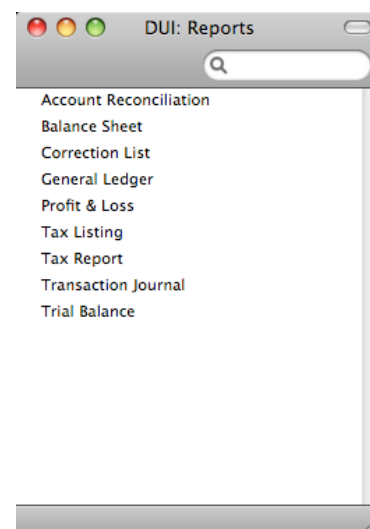 DUI: Reports
Account Reconciliation
Balance Sheet
Correction List
General Ledger
Profit & Loss
Tax Listing
Tax Report
Transaction Journal
Trial Balance